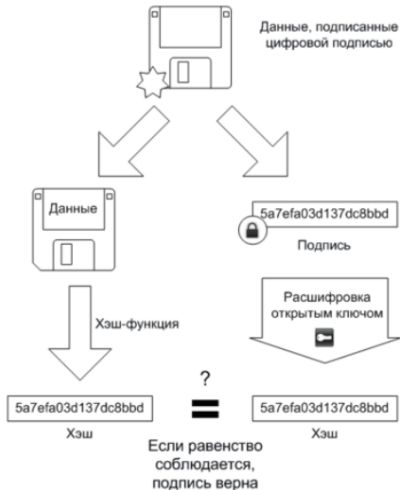 Данные, подписанные
цифровой подписью
Данные
5a7efa03d137dc8bbd
Подпись
Хэш-функция
Расшифровка
открытым ключом
?
5a7efa03d137dc8bbd
=
5a7efa03d137dc8bbd
Хэш
Хэш
Если равенство
соблюдается,
подпись верна